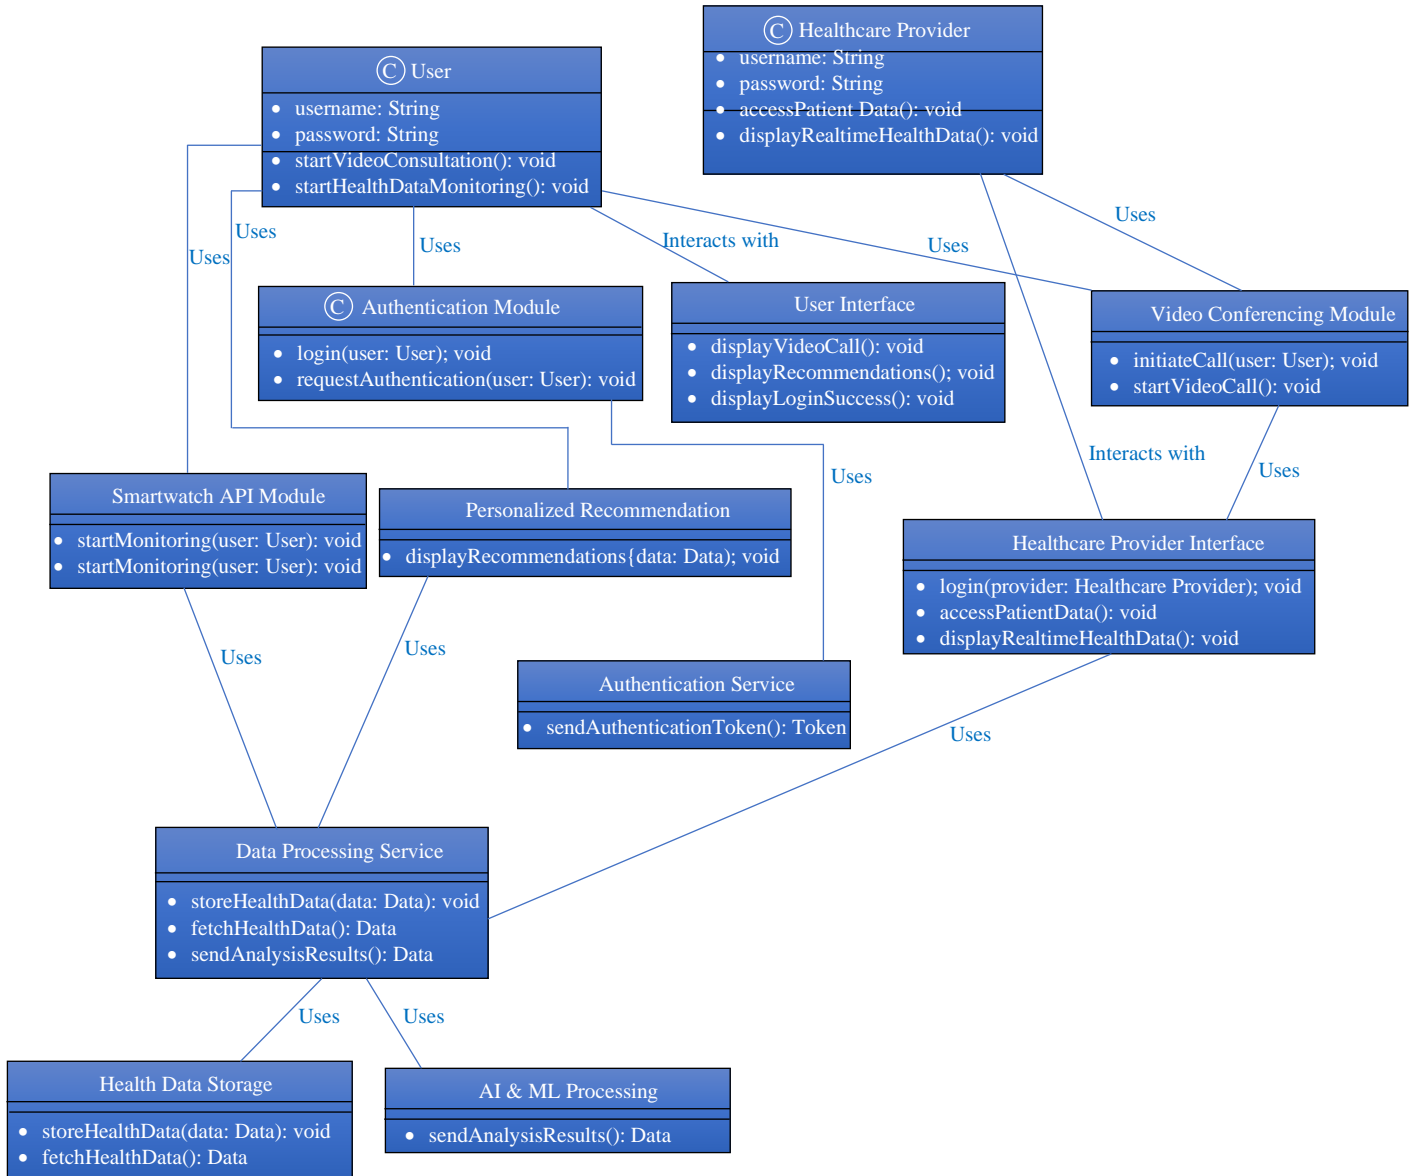 C Healthcare Provider
username: String
password: String
accessPatient Data(): void
displayRealtimeHealthData(): void
C User
username: String
password: String
startVideoConsultation(): void
startHealthDataMonitoring(): void
Uses
Uses
Uses
Interacts with
Uses
Uses
C Authentication Module
login(user: User); void
requestAuthentication(user: User): void
User Interface
displayVideoCall(): void
displayRecommendations(); void
displayLoginSuccess(): void
Video Conferencing Module
initiateCall(user: User); void
startVideoCall(): void
Interacts with
Uses
Uses
Smartwatch API Module
startMonitoring(user: User): void
startMonitoring(user: User): void
Personalized Recommendation
displayRecommendations{data: Data); void
Healthcare Provider Interface
login(provider: Healthcare Provider); void
accessPatientData(): void
displayRealtimeHealthData(): void
Uses
Uses
Authentication Service
sendAuthenticationToken(): Token
Uses
Data Processing Service
storeHealthData(data: Data): void
fetchHealthData(): Data
sendAnalysisResults(): Data
Uses
Uses
Health Data Storage
storeHealthData(data: Data): void
fetchHealthData(): Data
AI & ML Processing
sendAnalysisResults(): Data